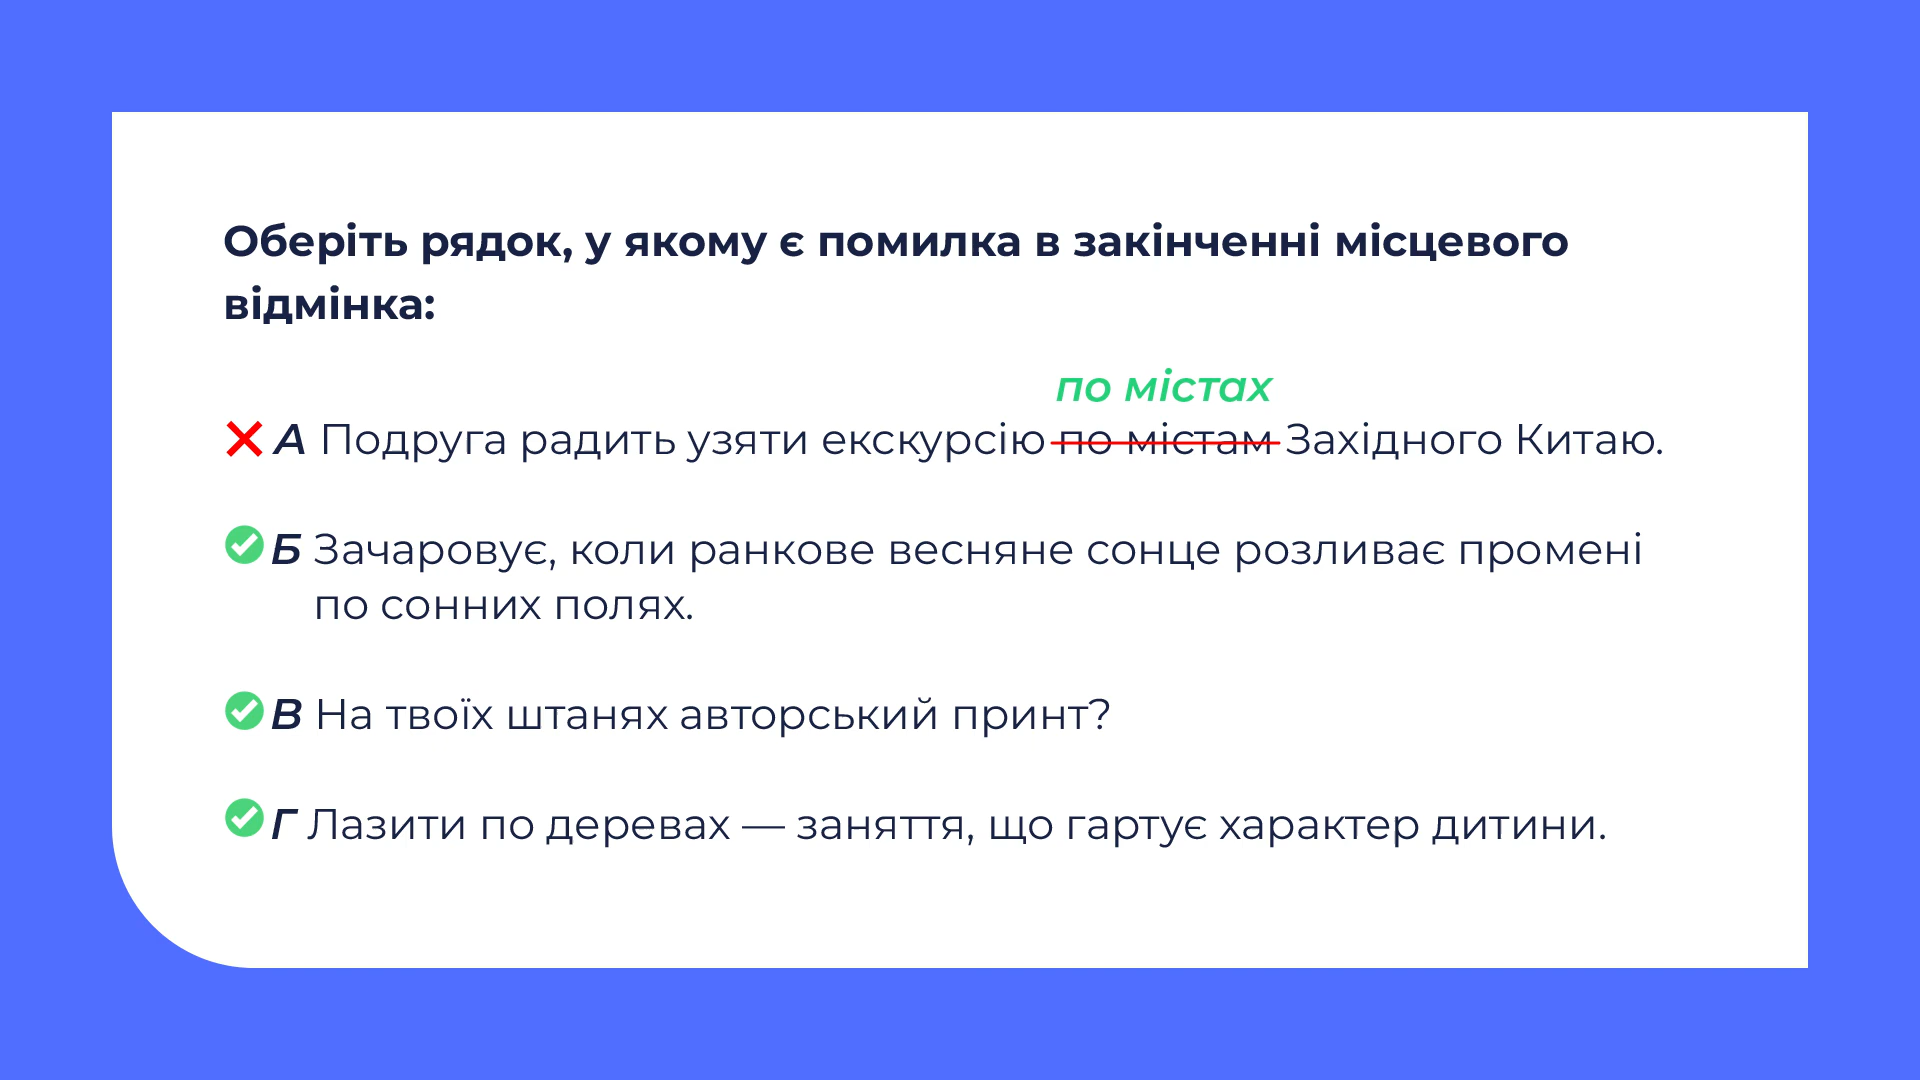 Оберіть рядок, у якому є помилка в закінченні місцевого
відмінка:
по містах
А Подруга радить узяти екскурсію по містам Західного Китаю.
Б Зачаровує, коли ранкове весняне сонце розливає промені
по сонних полях.
В На твоїх штанях авторський принт?
Г Лазити по деревах — заняття, що гартує характер дитини.